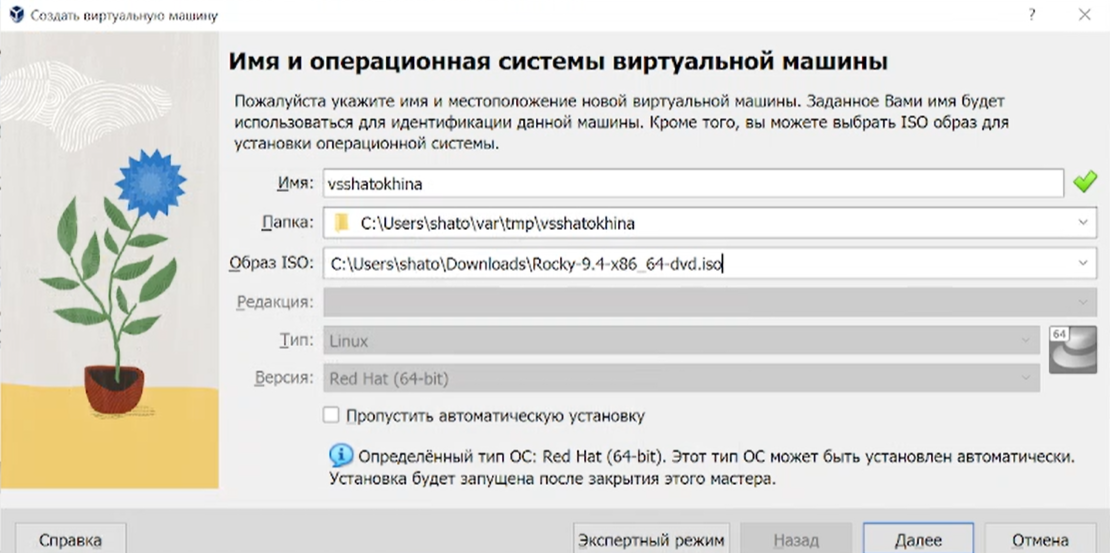 Создать виртуальную машину
?
Имя и операционная системы виртуальной машины
Пожалуйста укажите имя и местоположение новой виртуальной машины. Заданное Вами имя будет
использоваться для идентификации данной машины. Кроме того, вы можете выбрать ISO образ для
установки операционной системы.
Имя: vsshatokhina
Папка: C:\Users\shato\var\tmp\vsshatokhina
Образ ISO: C:\Users\shato\Downloads\Rocky-9.4-x86_64-dvd.iso
Редакция:
Тип: Linux
64
Версия: Red Hat (64-bit)
Пропустить автоматическую установку
Определённый тип ОС: Red Hat (64-bit). Этот тип ОС может быть установлен автоматически.
Установка будет запущена после закрытия этого мастера.
Справка Экспертный режим Назад Далее Отмена